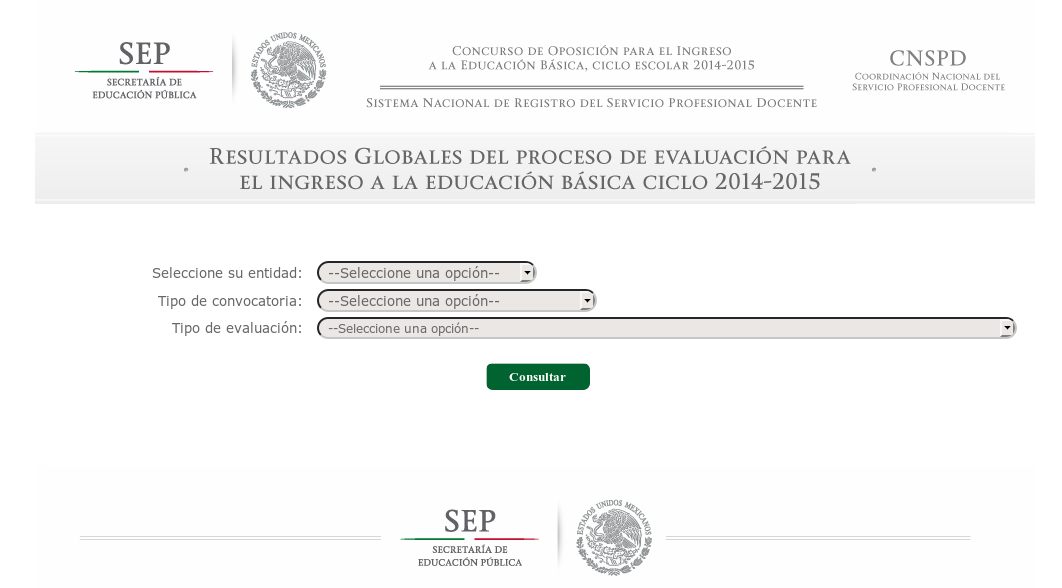 SEP
SECRETARÍA DE
EDUCACIÓN PÚBLICA
ESTADOS UNIDOS MEXICANOS
Concurso de Oposición para el Ingreso
a la Educación Básica, ciclo escolar 2014-2015
Sistema Nacional de Registro del Servicio Profesional Docente
CNSPD
Coordinación Nacional del
Servicio Profesional Docente
Resultados Globales del proceso de evaluación para
el ingreso a la educación básica ciclo 2014-2015
Seleccione su entidad: --Seleccione una opción--
Tipo de convocatoria: --Seleccione una opción--
Tipo de evaluación: --Seleccione una opción--
Consultar
SEP
SECRETARÍA DE
EDUCACIÓN PÚBLICA
ESTADOS UNIDOS MEXICANOS